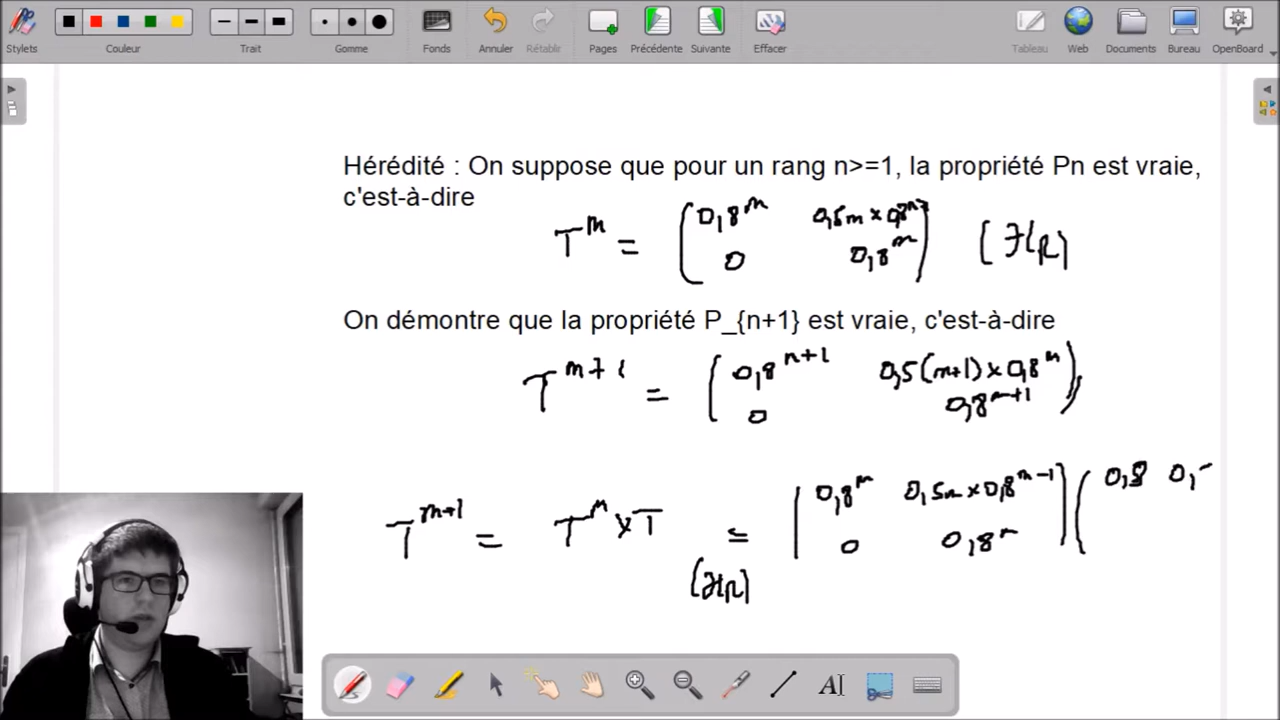 Stylets Couleur Trait Gomme Fonds Annuler Rétablir Pages Précédente Suivante Effacer Tableau Web Documents Bureau OpenBoard
Hérédité : On suppose que pour un rang n>=1, la propriété Pn est vraie,
c'est-à-dire
T^n = ( 0,8^n 0,5n × 0,8^{n-1} (HR)
0 0,8^n )
On démontre que la propriété P_{n+1} est vraie, c'est-à-dire
T^{n+1} = ( 0,8^{n+1} 0,5(n+1) × 0,8^n
0 0,8^{n+1} )
T^{n+1} = T^n × T = ( 0,8^n 0,5n × 0,8^{n-1} ) ( 0,8 0,
0 0,8^n
(HR)
AI